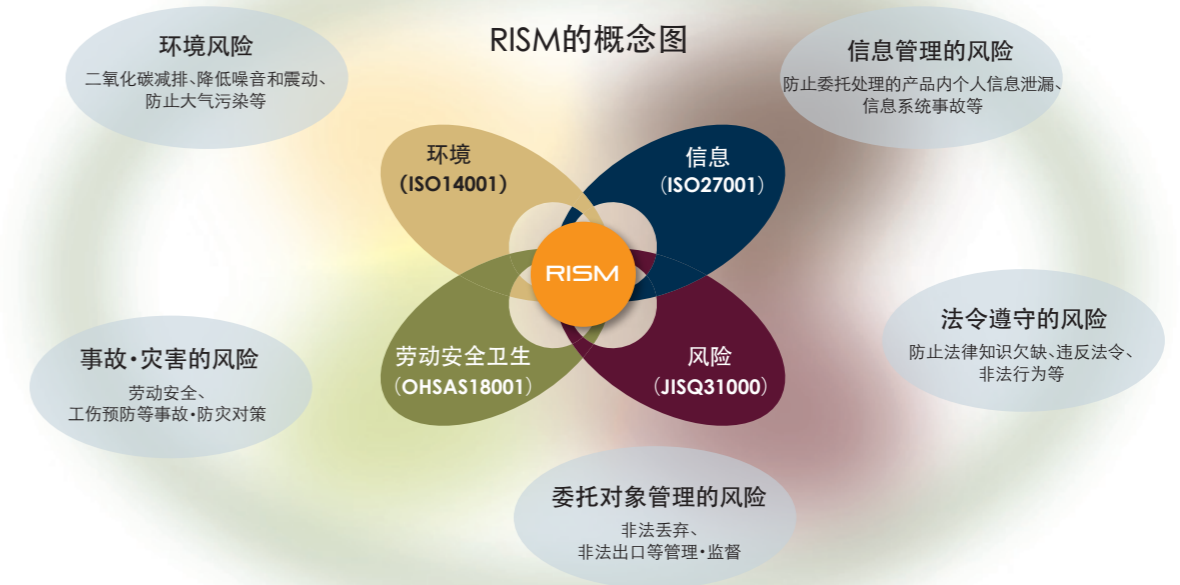 RISM的概念图
环境风险
二氧化碳减排、降低噪音和震动、
防止大气污染等
信息管理的风险
防止委托处理的产品内个人信息泄漏、
信息系统事故等
环境
(ISO14001)
信息
(ISO27001)
RISM
劳动安全卫生
(OHSAS18001)
风险
(JISQ31000)
事故·灾害的风险
劳动安全、
工伤预防等事故·防灾对策
法令遵守的风险
防止法律知识欠缺、违反法令、
非法行为等
委托对象管理的风险
非法丢弃、
非法出口等管理·监督